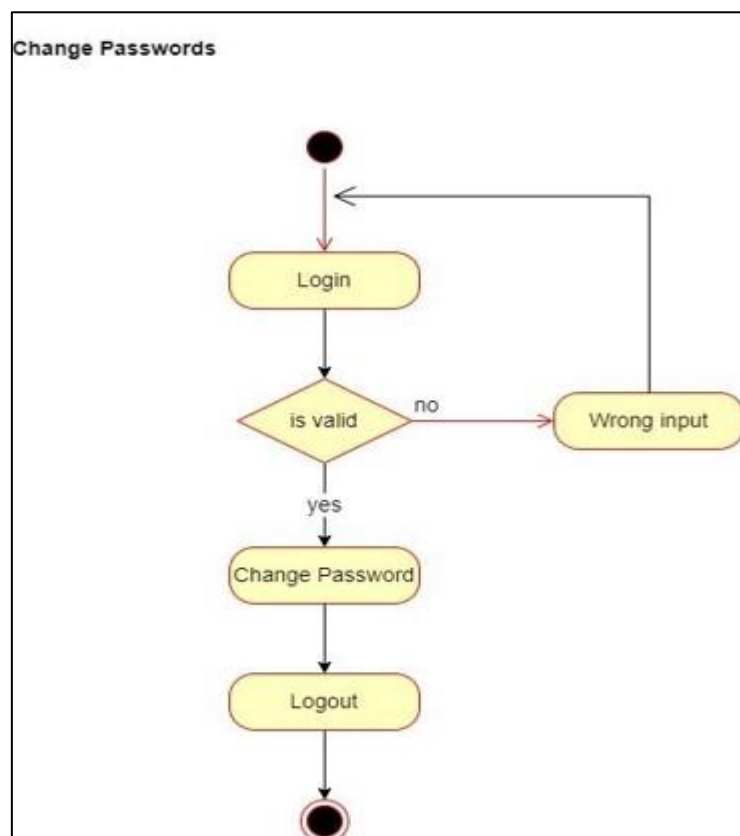 Change Passwords
Login
is valid
no
Wrong input
yes
Change Password
Logout